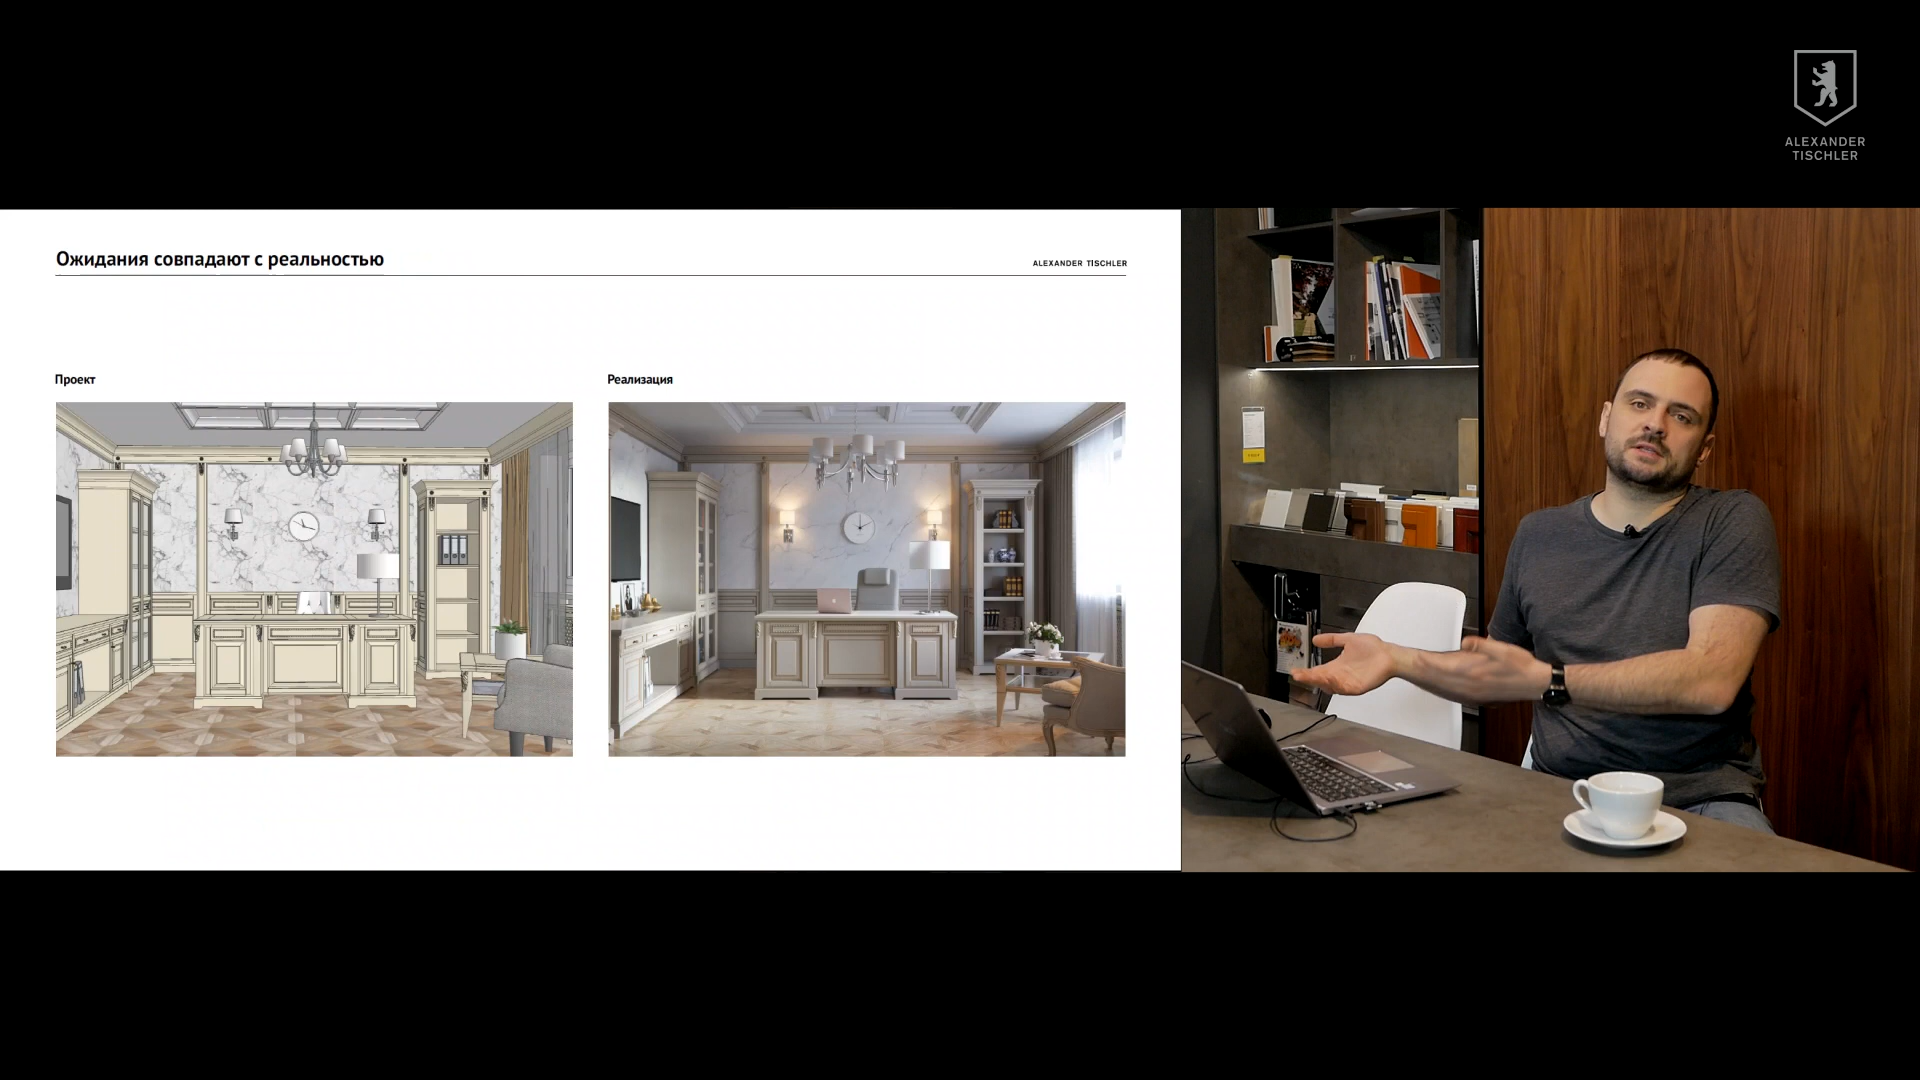 ALEXANDER
TISCHLER
Ожидания совпадают с реальностью
ALEXANDER TISCHLER
Проект
Реализация